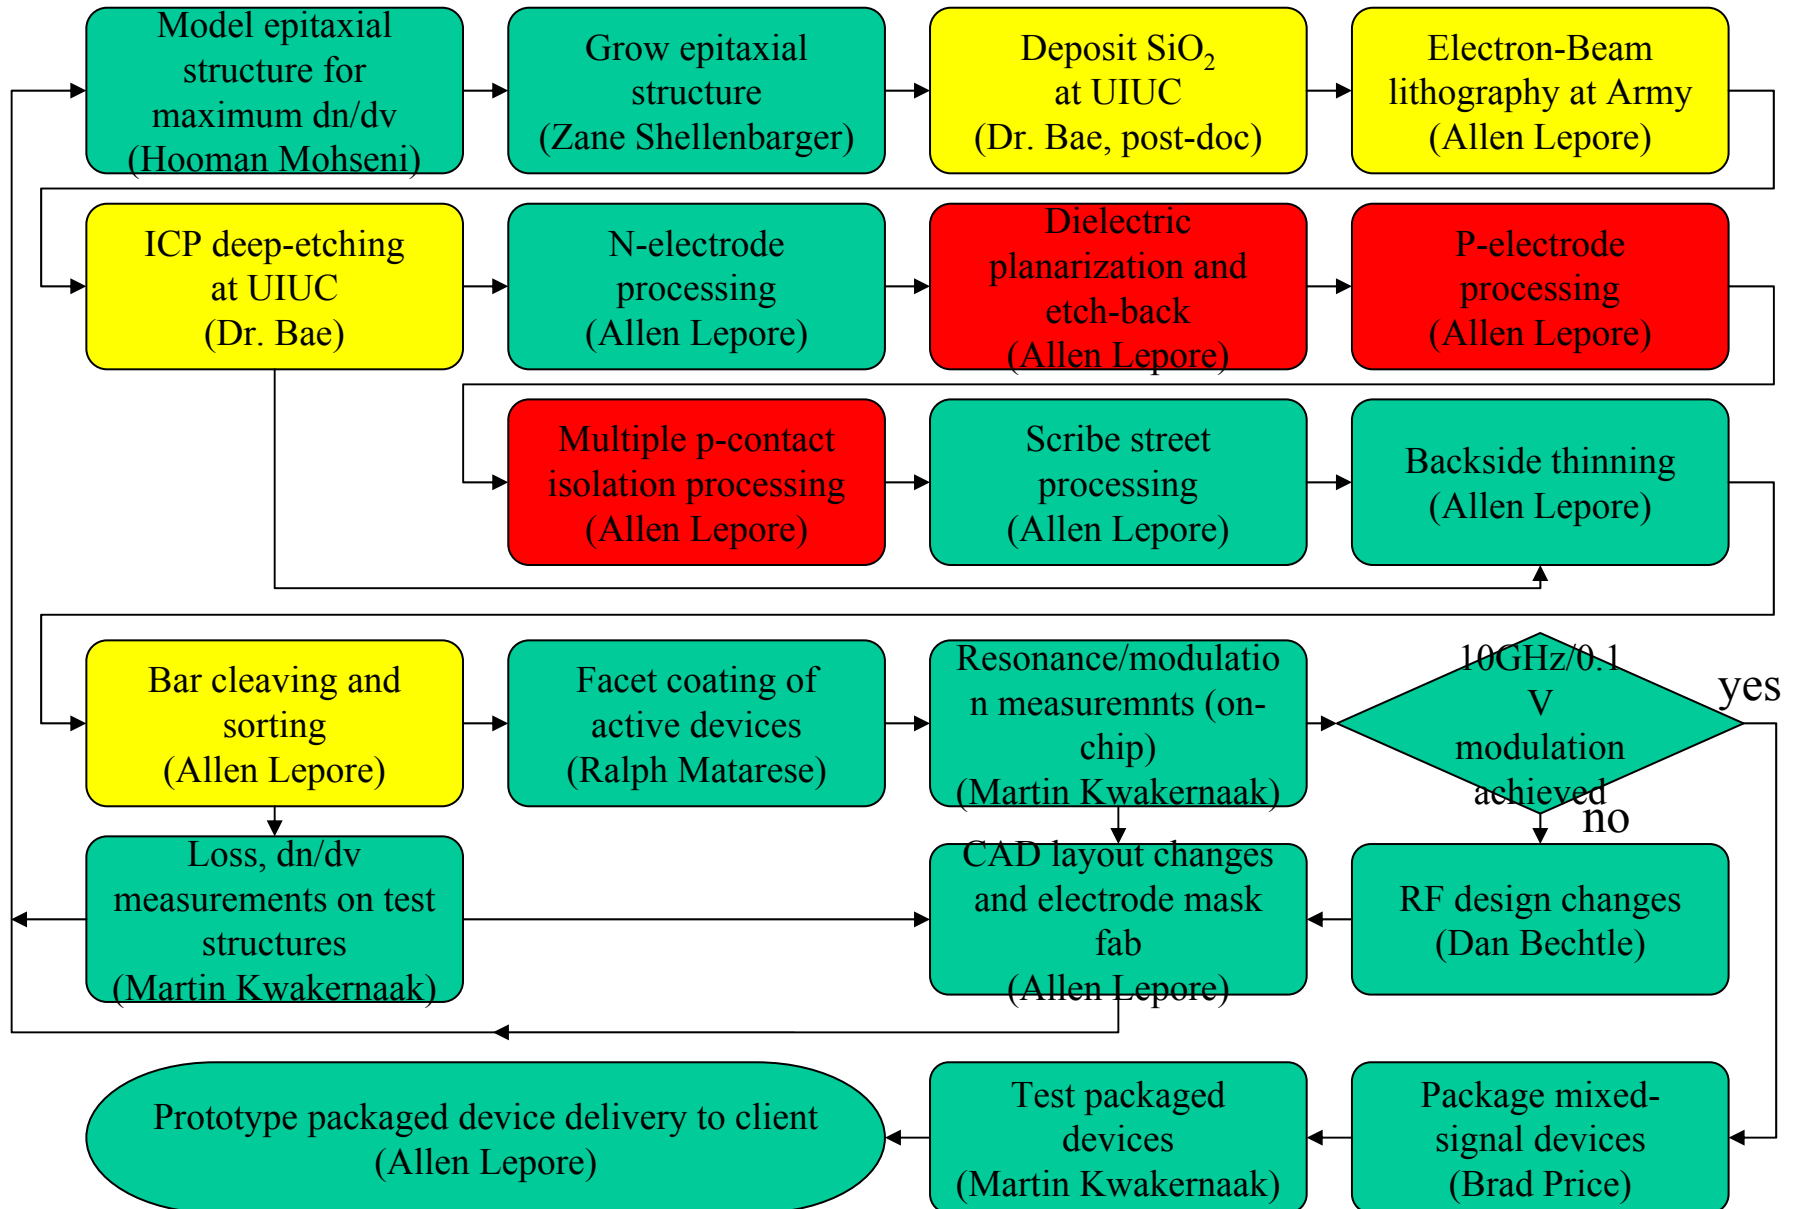 Model epitaxial
structure for
maximum dn/dv
(Hooman Mohseni)
Grow epitaxial
structure
(Zane Shellenbarger)
Deposit SiO₂
at UIUC
(Dr. Bae, post-doc)
Electron-Beam
lithography at Army
(Allen Lepore)
ICP deep-etching
at UIUC
(Dr. Bae)
N-electrode
processing
(Allen Lepore)
Dielectric
planarization and
etch-back
(Allen Lepore)
P-electrode
processing
(Allen Lepore)
Multiple p-contact
isolation processing
(Allen Lepore)
Scribe street
processing
(Allen Lepore)
Backside thinning
(Allen Lepore)
Bar cleaving and
sorting
(Allen Lepore)
Facet coating of
active devices
(Ralph Matarese)
Resonance/modulatio
n measuremnts (on-
chip)
(Martin Kwakernaak)
10GHz/0.1
V
modulation
achieved
yes
no
Loss, dn/dv
measurements on test
structures
(Martin Kwakernaak)
CAD layout changes
and electrode mask
fab
(Allen Lepore)
RF design changes
(Dan Bechtle)
Prototype packaged device delivery to client
(Allen Lepore)
Test packaged
devices
(Martin Kwakernaak)
Package mixed-
signal devices
(Brad Price)